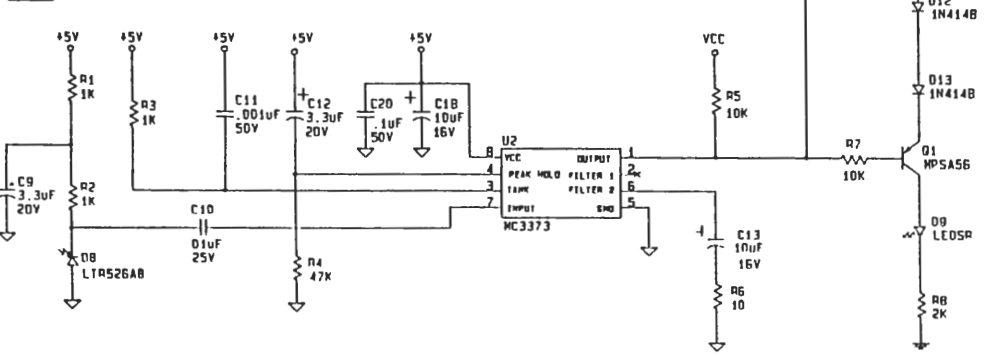 D12
1N4148
+5V
+5V
+5V
+5V
+5V
VCC
R1
1K
R3
1K
C11
.001uF
50V
+
C12
3.3uF
20V
C20
.1uF
50V
+
C18
10uF
16V
R5
10K
D13
1N4148
U2
8
VCC
OUTPUT
1
4
PEAK HOLD
FILTER 1
2
3
TANK
FILTER 2
6
7
INPUT
GND
5
MC3373
R7
10K
Q1
MPSA56
C9
3.3uF
20V
R2
1K
C10
.01uF
25V
D8
LTR526AB
R4
47K
C13
10uF
16V
R6
10
D9
LEDSR
R8
2K